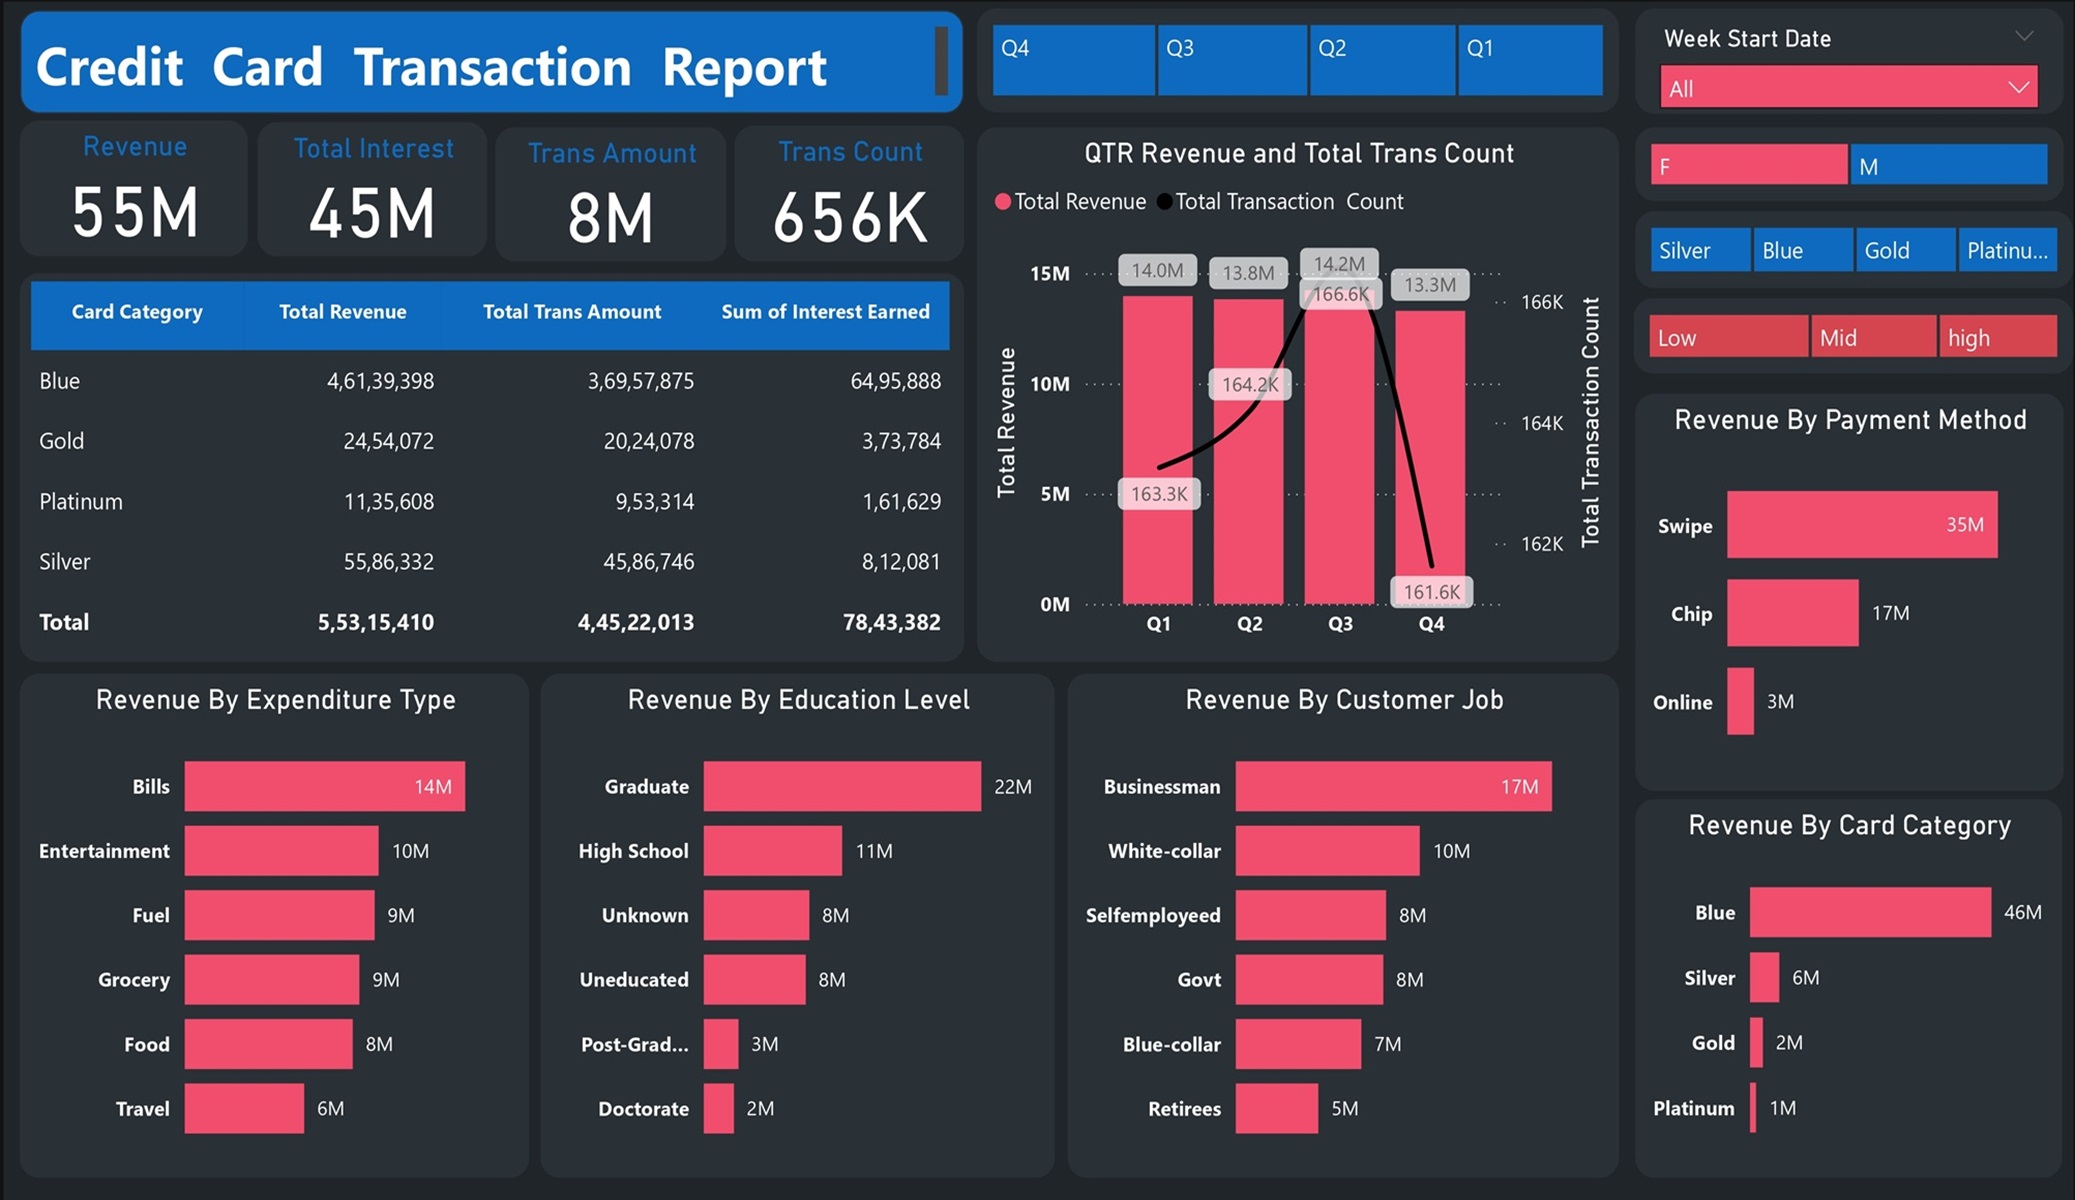 Credit Card Transaction Report
Q4 Q3 Q2 Q1
Week Start Date
All
F M
Silver Blue Gold Platinu...
Low Mid high
Revenue
55M
Total Interest
45M
Trans Amount
8M
Trans Count
656K
Card Category Total Revenue Total Trans Amount Sum of Interest Earned
Blue 4,61,39,398 3,69,57,875 64,95,888
Gold 24,54,072 20,24,078 3,73,784
Platinum 11,35,608 9,53,314 1,61,629
Silver 55,86,332 45,86,746 8,12,081
Total 5,53,15,410 4,45,22,013 78,43,382
QTR Revenue and Total Trans Count
Total Revenue Total Transaction Count
15M 14.0M 13.8M 14.2M 13.3M
166.6K 166K
10M 164.2K
164K
5M 163.3K
162K
0M 161.6K
Q1 Q2 Q3 Q4
Total Revenue
Total Transaction Count
Revenue By Payment Method
Swipe 35M
Chip 17M
Online 3M
Revenue By Expenditure Type
Bills 14M
Entertainment 10M
Fuel 9M
Grocery 9M
Food 8M
Travel 6M
Revenue By Education Level
Graduate 22M
High School 11M
Unknown 8M
Uneducated 8M
Post-Grad... 3M
Doctorate 2M
Revenue By Customer Job
Businessman 17M
White-collar 10M
Selfemployeed 8M
Govt 8M
Blue-collar 7M
Retirees 5M
Revenue By Card Category
Blue 46M
Silver 6M
Gold 2M
Platinum 1M